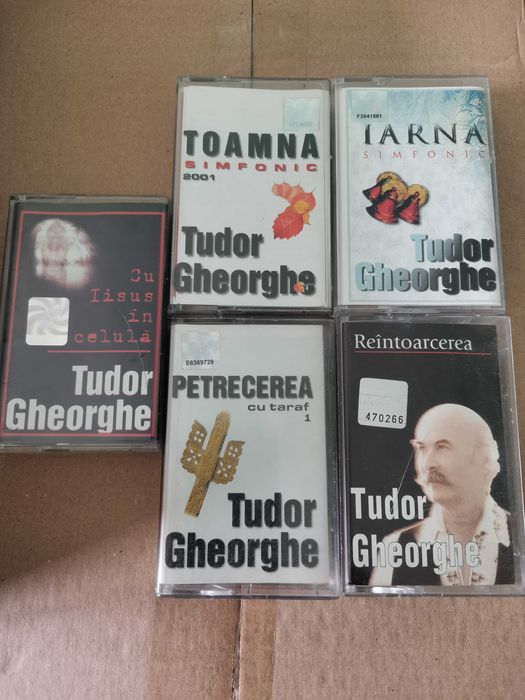 TOAMNA
SIMFONIC
2001
Tudor
Gheorghe
F3841581
IARNA
SIMFONIC
Tudor
Gheorghe
Cu
Iisus
în
celulă
Tudor
Gheorghe
E6369729
PETRECEREA
cu taraf
1
Tudor
Gheorghe
Reîntoarcerea
470266
Tudor
Gheorghe